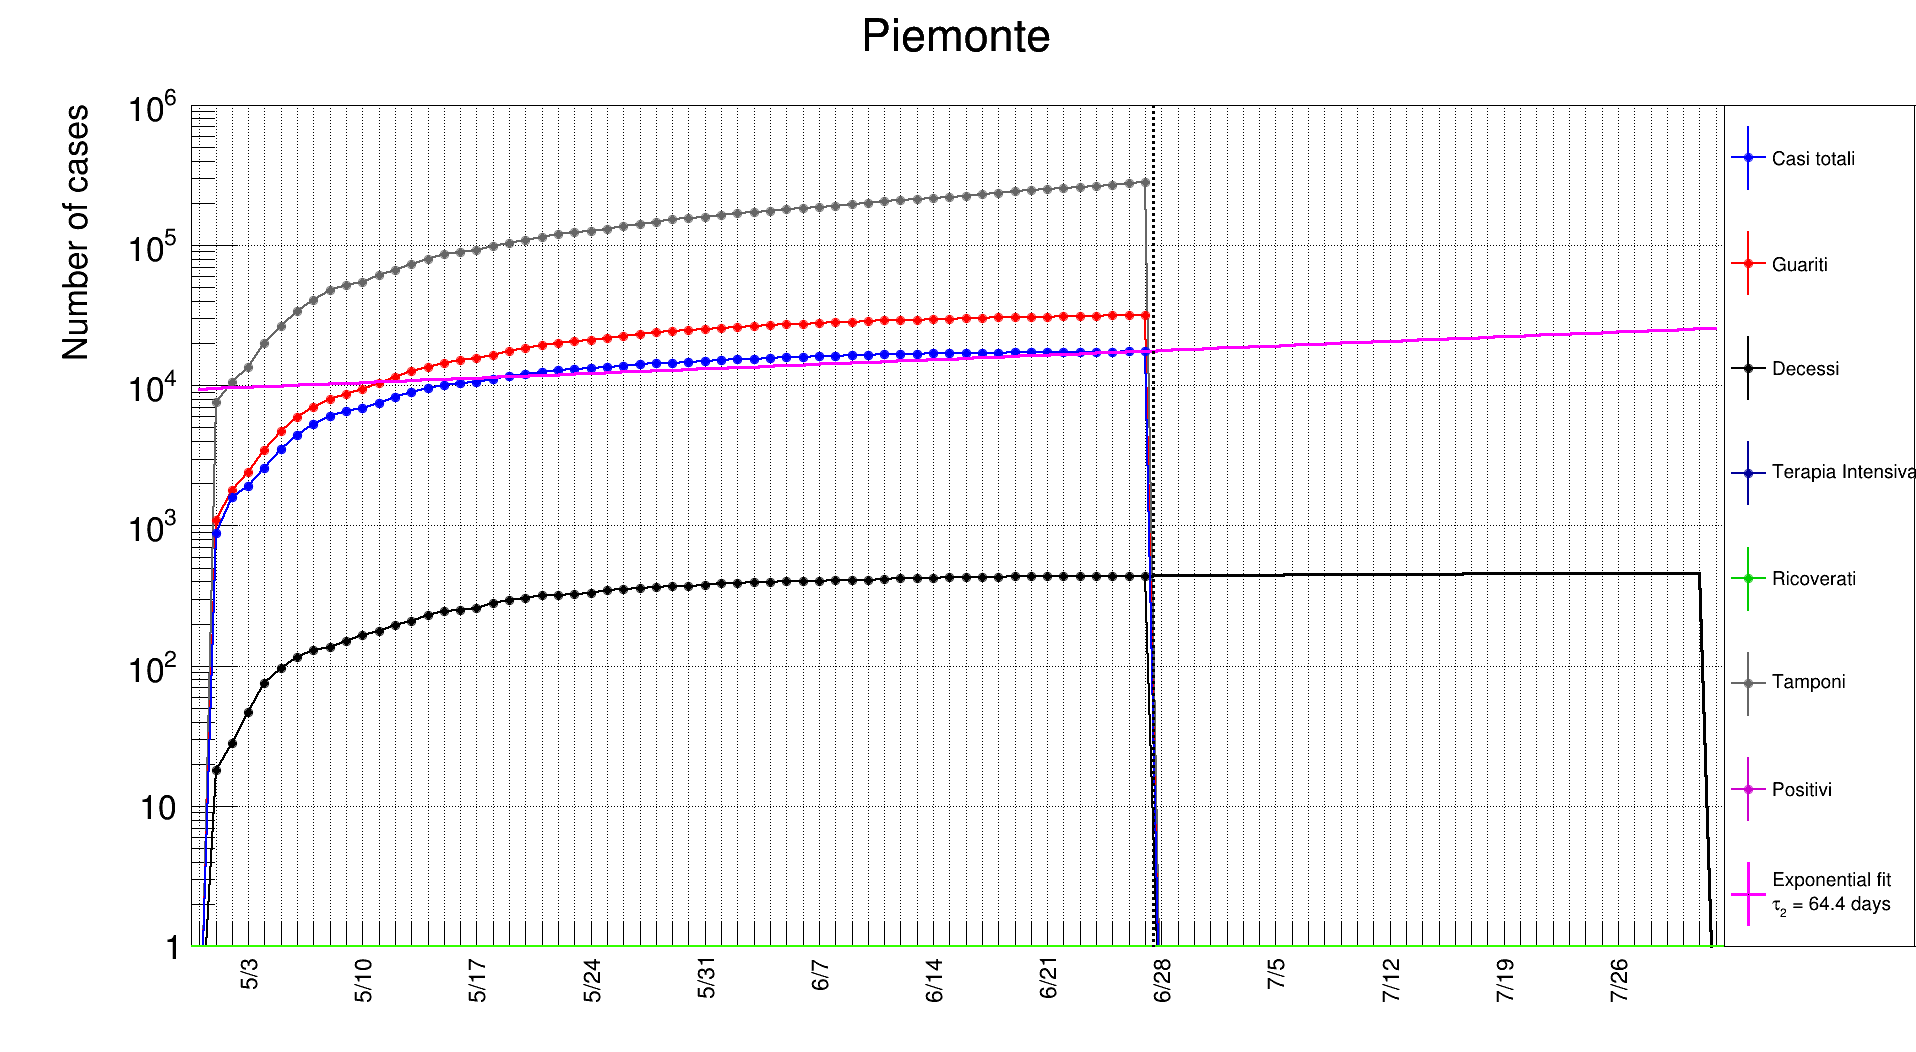 Piemonte
Number of cases
10^6
10^5
10^4
10^3
10^2
10
1
5/3
5/10
5/17
5/24
5/31
6/7
6/14
6/21
6/28
7/5
7/12
7/19
7/26
Casi totali
Guariti
Decessi
Terapia Intensiva
Ricoverati
Tamponi
Positivi
Exponential fit
τ₂ = 64.4 days